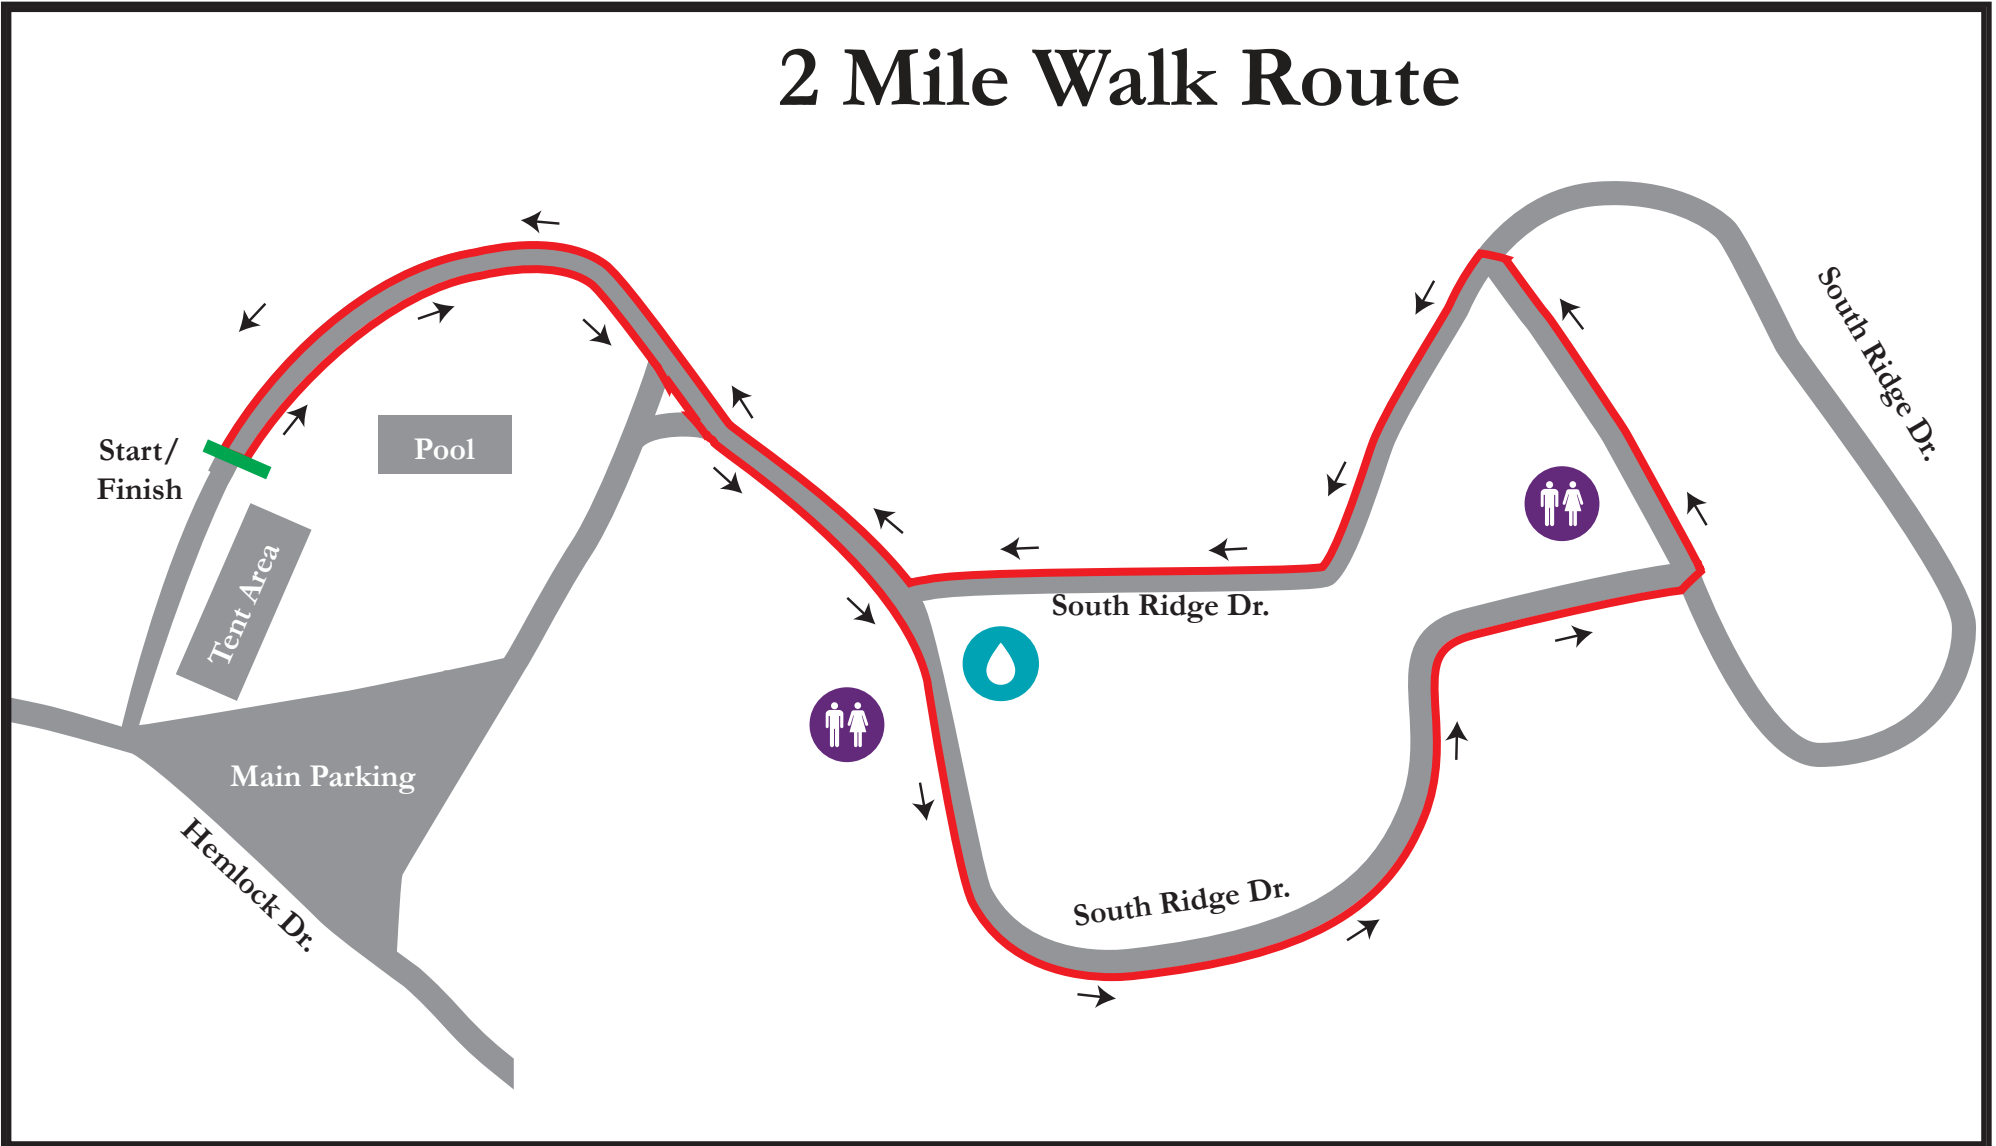 2 Mile Walk Route
South Ridge Dr.
Start/
Finish
Pool
Tent Area
South Ridge Dr.
Main Parking
Hemlock Dr.
South Ridge Dr.